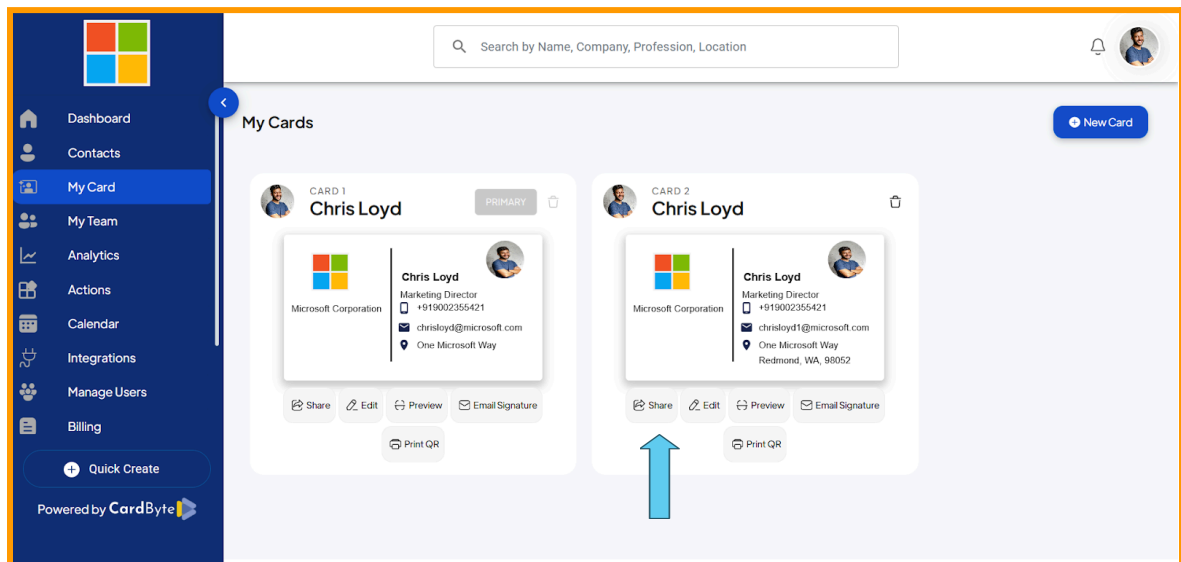 Search by Name, Company, Profession, Location
Dashboard
Contacts
My Card
My Team
Analytics
Actions
Calendar
Integrations
Manage Users
Billing
Quick Create
Powered by CardByte
My Cards
New Card
CARD 1
Chris Loyd
PRIMARY
Microsoft Corporation
Chris Loyd
Marketing Director
+919002355421
chrisloyd@microsoft.com
One Microsoft Way
Share Edit Preview Email Signature
Print QR
CARD 2
Chris Loyd
Microsoft Corporation
Chris Loyd
Marketing Director
+919002355421
chrisloyd1@microsoft.com
One Microsoft Way
Redmond, WA, 98052
Share Edit Preview Email Signature
Print QR